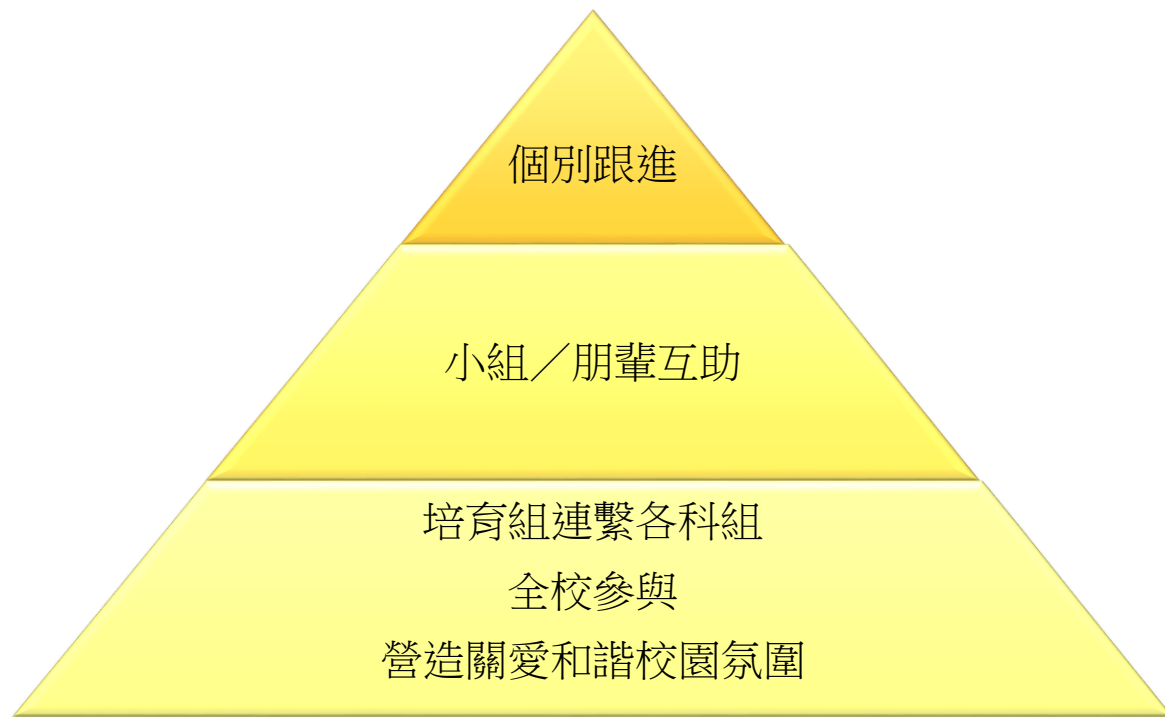 個別跟進
小組／朋輩互助
培育組連繫各科組
全校參與
營造關愛和諧校園氛圍